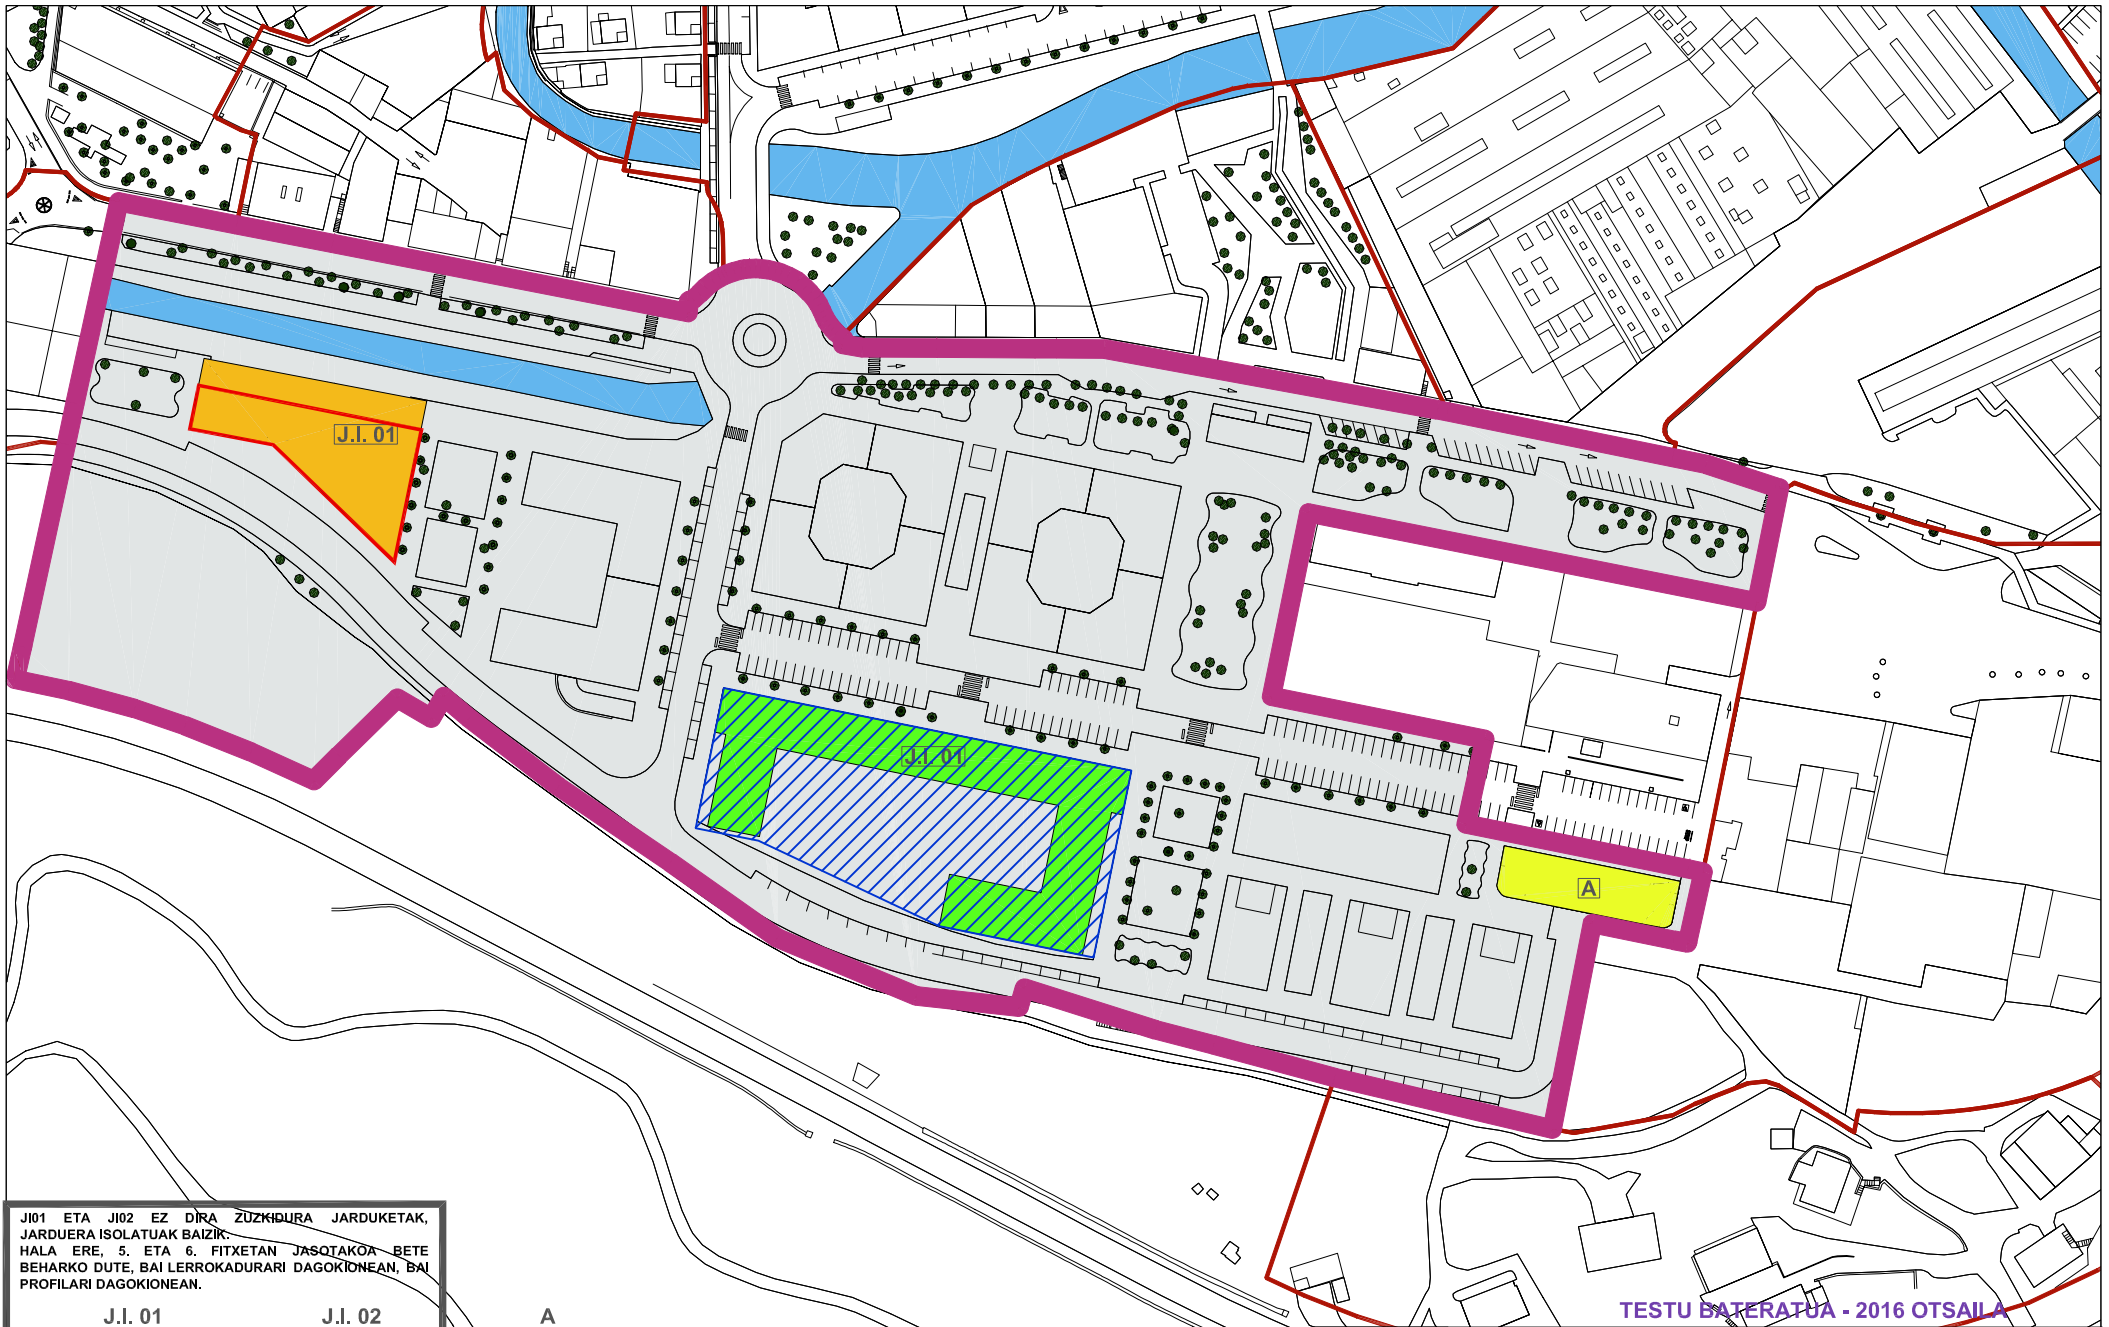 J.I. 01
J.I. 01
A
JI01 ETA JI02 EZ DIRA ZUZKIDURA JARDUKETAK,
JARDUERA ISOLATUAK BAIZIK.
HALA ERE, 5. ETA 6. FITXETAN JASOTAKOA BETE
BEHARKO DUTE, BAI LERROKADURARI DAGOKIONEAN, BAI
PROFILARI DAGOKIONEAN.
J.I. 01 J.I. 02 A
TESTU BATERATUA - 2016 OTSAILA